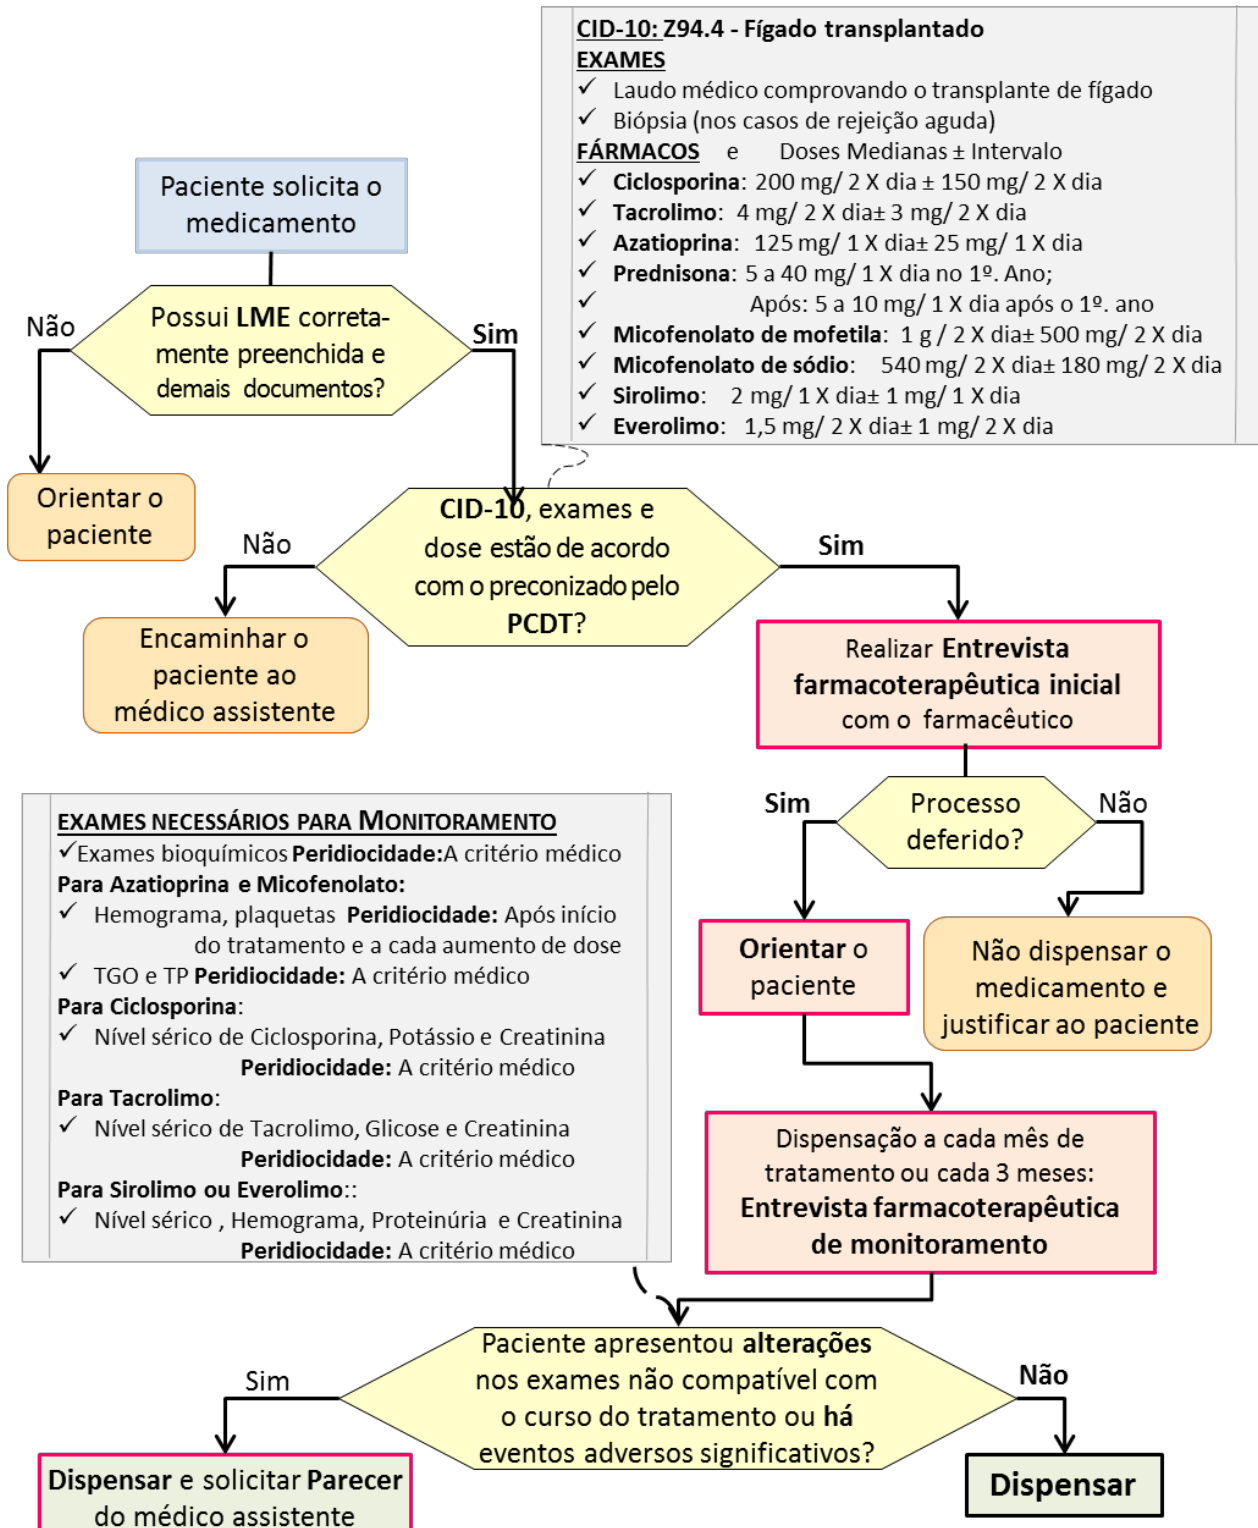 CID-10: Z94.4 - Fígado transplantado
EXAMES
✓ Laudo médico comprovando o transplante de fígado
✓ Biópsia (nos casos de rejeição aguda)
FÁRMACOS e Doses Medianas ± Intervalo
✓ Ciclosporina: 200 mg/ 2 X dia ± 150 mg/ 2 X dia
✓ Tacrolimo: 4 mg/ 2 X dia± 3 mg/ 2 X dia
✓ Azatioprina: 125 mg/ 1 X dia± 25 mg/ 1 X dia
✓ Prednisona: 5 a 40 mg/ 1 X dia no 1º. Ano;
✓ Após: 5 a 10 mg/ 1 X dia após o 1º. ano
✓ Micofenolato de mofetila: 1 g / 2 X dia± 500 mg/ 2 X dia
✓ Micofenolato de sódio: 540 mg/ 2 X dia± 180 mg/ 2 X dia
✓ Sirolimo: 2 mg/ 1 X dia± 1 mg/ 1 X dia
✓ Everolimo: 1,5 mg/ 2 X dia± 1 mg/ 2 X dia
Paciente solicita o
medicamento
Não
Possui LME correta-
mente preenchida e
demais documentos?
Sim
Orientar o
paciente
Não
CID-10, exames e
dose estão de acordo
com o preconizado pelo
PCDT?
Sim
Encaminhar o
paciente ao
médico assistente
Realizar Entrevista
farmacoterapêutica inicial
com o farmacêutico
Sim
Processo
deferido?
Não
Orientar o
paciente
Não dispensar o
medicamento e
justificar ao paciente
EXAMES NECESSÁRIOS PARA MONITORAMENTO
✓Exames bioquímicos Peridiocidade:A critério médico
Para Azatioprina e Micofenolato:
✓ Hemograma, plaquetas Peridiocidade: Após início
do tratamento e a cada aumento de dose
✓ TGO e TP Peridiocidade: A critério médico
Para Ciclosporina:
✓ Nível sérico de Ciclosporina, Potássio e Creatinina
Peridiocidade: A critério médico
Para Tacrolimo:
✓ Nível sérico de Tacrolimo, Glicose e Creatinina
Peridiocidade: A critério médico
Para Sirolimo ou Everolimo::
✓ Nível sérico , Hemograma, Proteinúria e Creatinina
Peridiocidade: A critério médico
Dispensação a cada mês de
tratamento ou cada 3 meses:
Entrevista farmacoterapêutica
de monitoramento
Sim
Paciente apresentou alterações
nos exames não compatível com
o curso do tratamento ou há
eventos adversos significativos?
Não
Dispensar e solicitar Parecer
do médico assistente
Dispensar